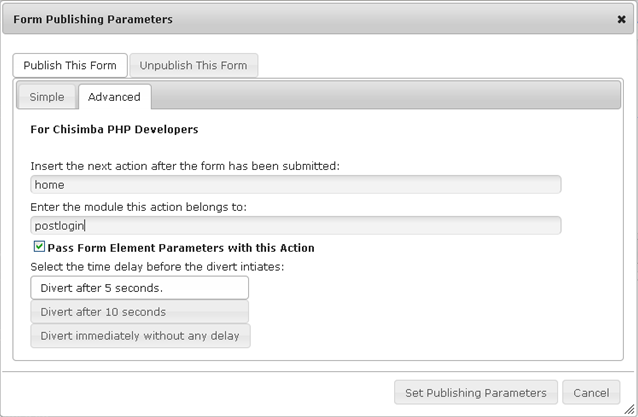 Form Publishing Parameters
Publish This Form
Unpublish This Form
Simple
Advanced
For Chisimba PHP Developers
Insert the next action after the form has been submitted:
home
Enter the module this action belongs to:
postlogin
Pass Form Element Parameters with this Action
Select the time delay before the divert intiates:
Divert after 5 seconds.
Divert after 10 seconds
Divert immediately without any delay
Set Publishing Parameters
Cancel